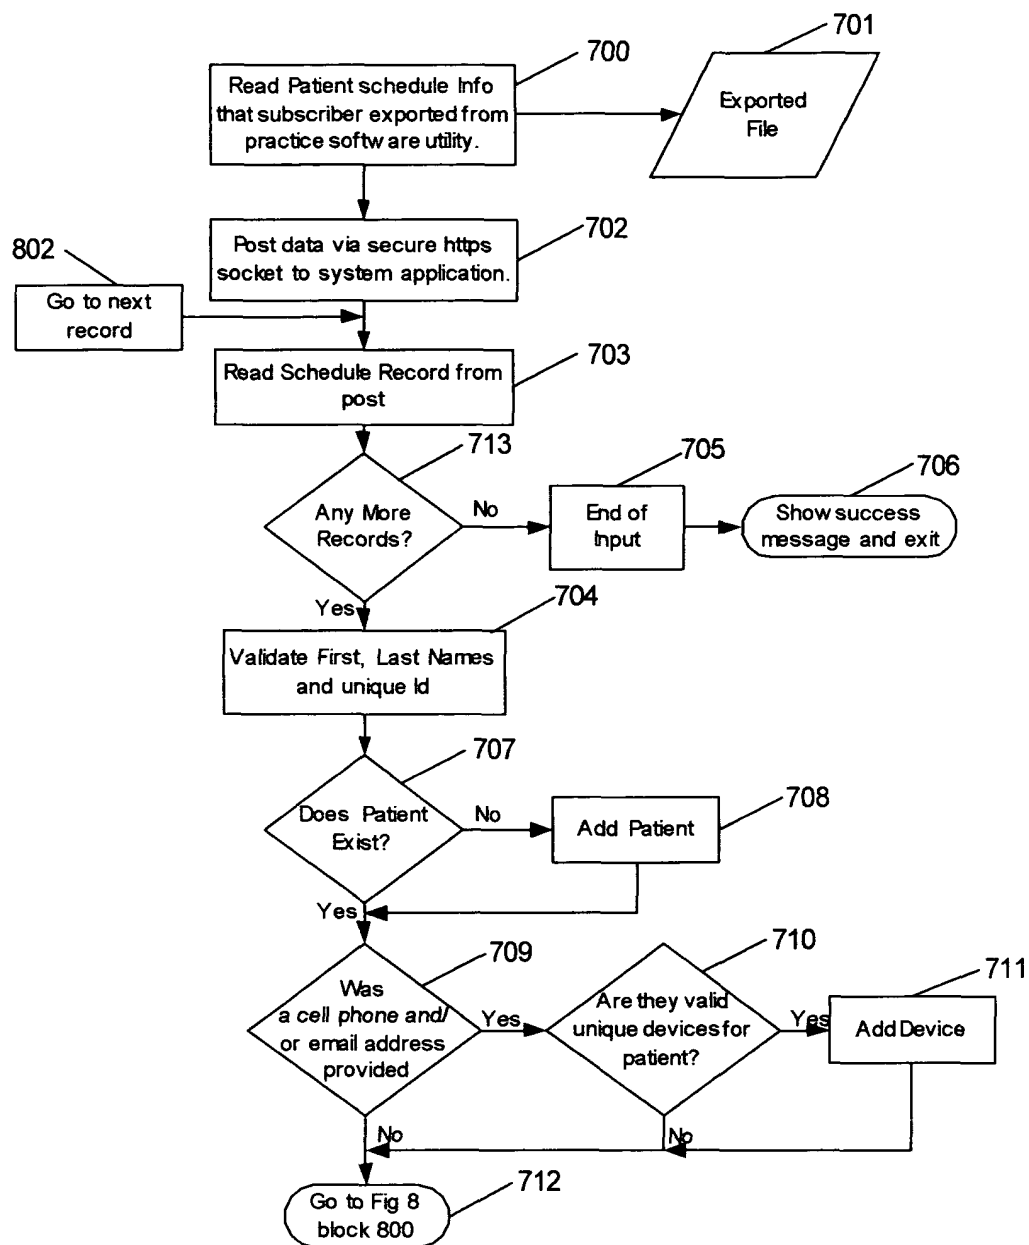 700
701
Read Patient schedule Info
that subscriber exported from
practice software utility.
Exported
File
702
802
Post data via secure https
socket to system application.
Go to next
record
703
Read Schedule Record from
post
713
705
706
Any More
Records?
No
End of
Input
Show success
message and exit
Yes
704
Validate First, Last Names
and unique Id
707
708
Does Patient
Exist?
No
Add Patient
Yes
709
710
711
Was
a cell phone and/
or email address
provided
Yes
Are they valid
unique devices for
patient?
Yes
Add Device
No
No
712
Go to Fig 8
block 800